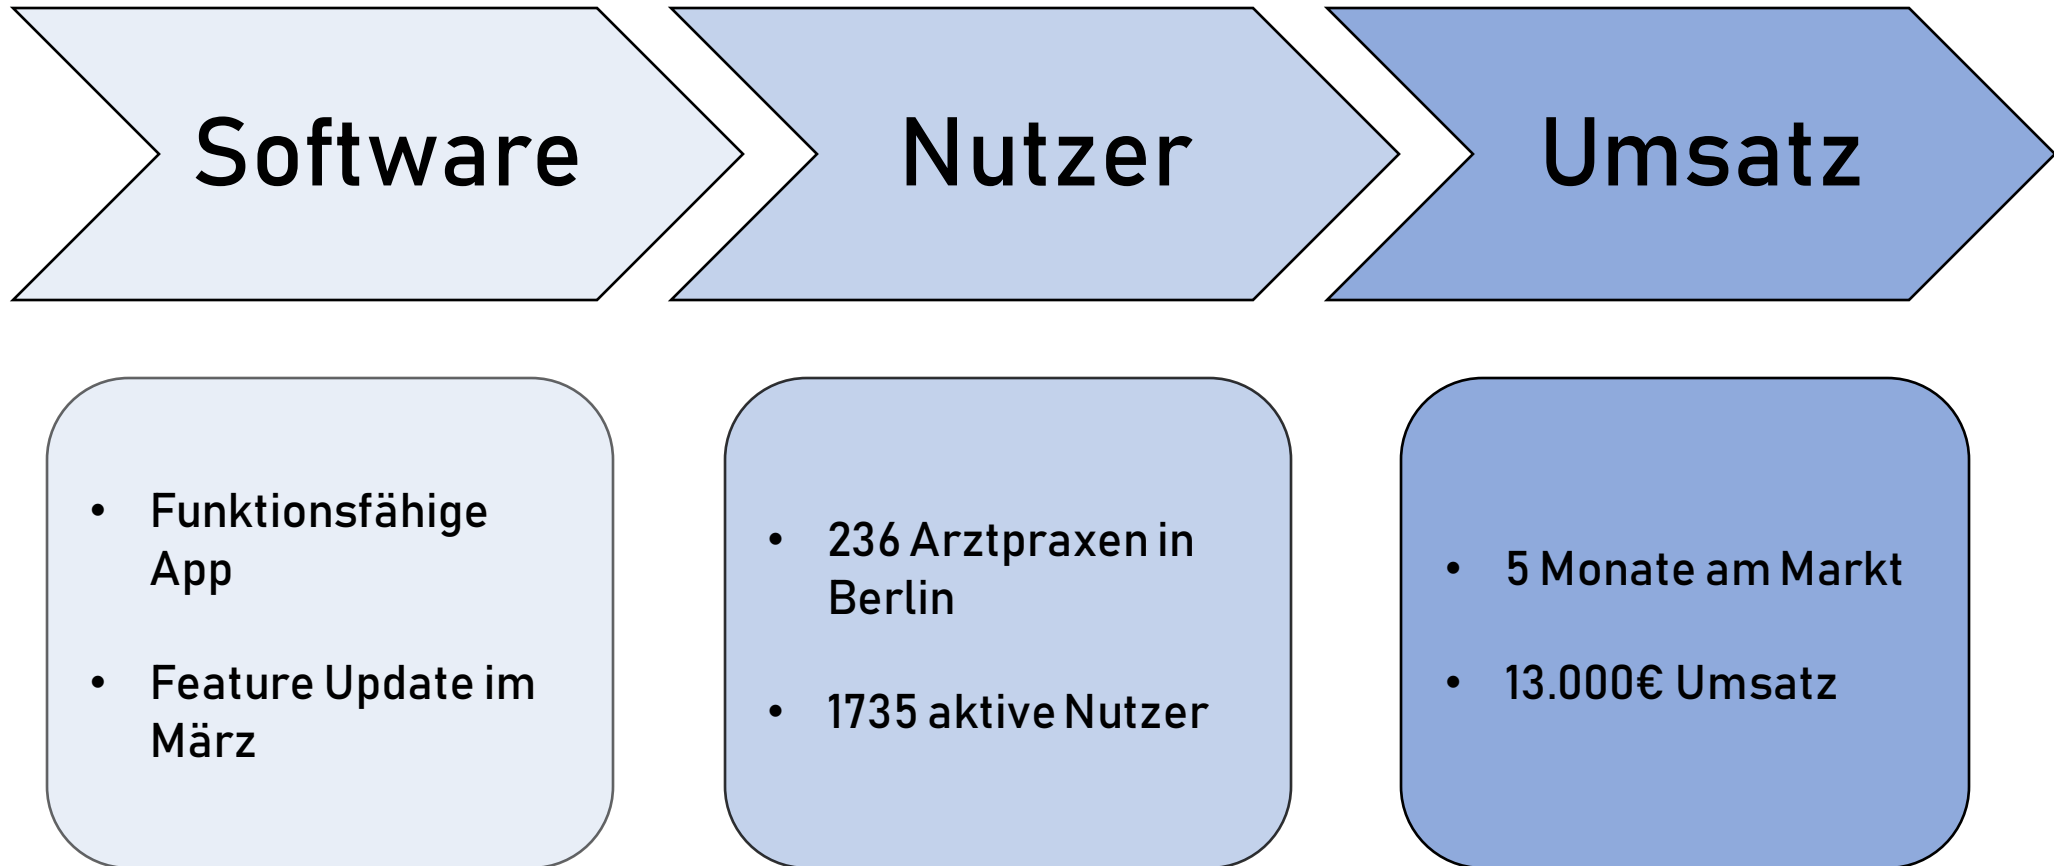 Software
Nutzer
Umsatz
• Funktionsfähige
App
• Feature Update im
März
• 236 Arztpraxen in
Berlin
• 1735 aktive Nutzer
• 5 Monate am Markt
• 13.000€ Umsatz